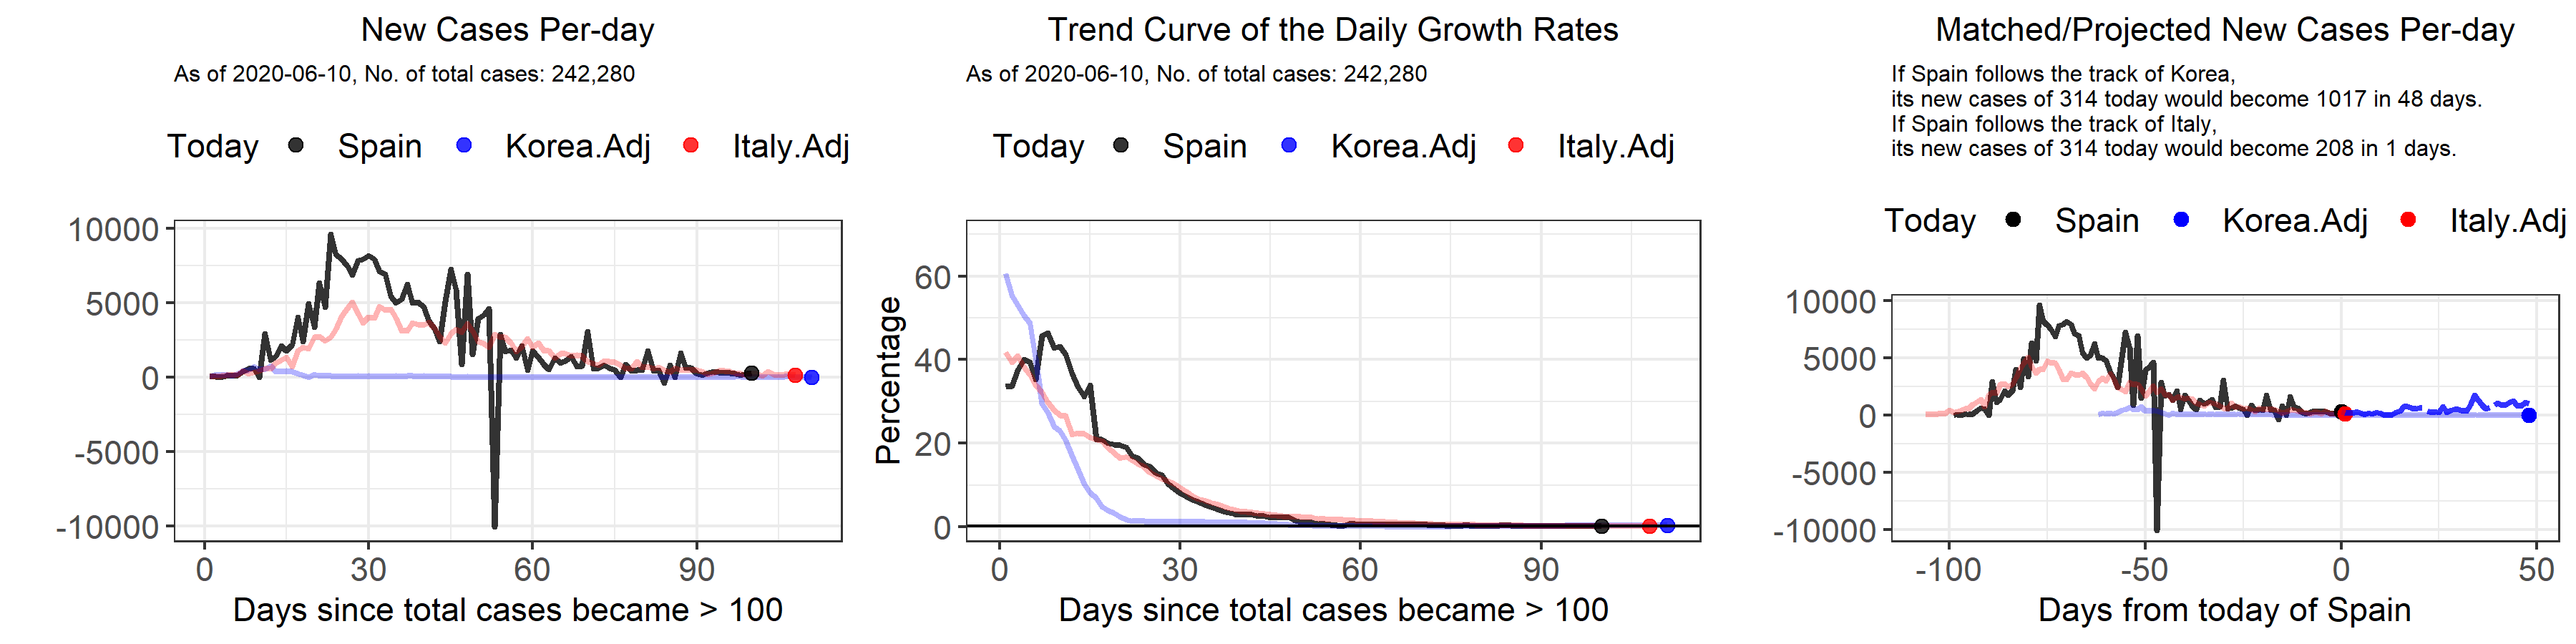 New Cases Per-day
As of 2020-06-10, No. of total cases: 242,280
Today Spain Korea.Adj Italy.Adj
10000
5000
0
-5000
-10000
0 30 60 90
Days since total cases became > 100
Trend Curve of the Daily Growth Rates
As of 2020-06-10, No. of total cases: 242,280
Today Spain Korea.Adj Italy.Adj
Percentage
60
40
20
0
0 30 60 90
Days since total cases became > 100
Matched/Projected New Cases Per-day
If Spain follows the track of Korea,
its new cases of 314 today would become 1017 in 48 days.
If Spain follows the track of Italy,
its new cases of 314 today would become 208 in 1 days.
Today Spain Korea.Adj Italy.Adj
10000
5000
0
-5000
-10000
-100 -50 0 50
Days from today of Spain